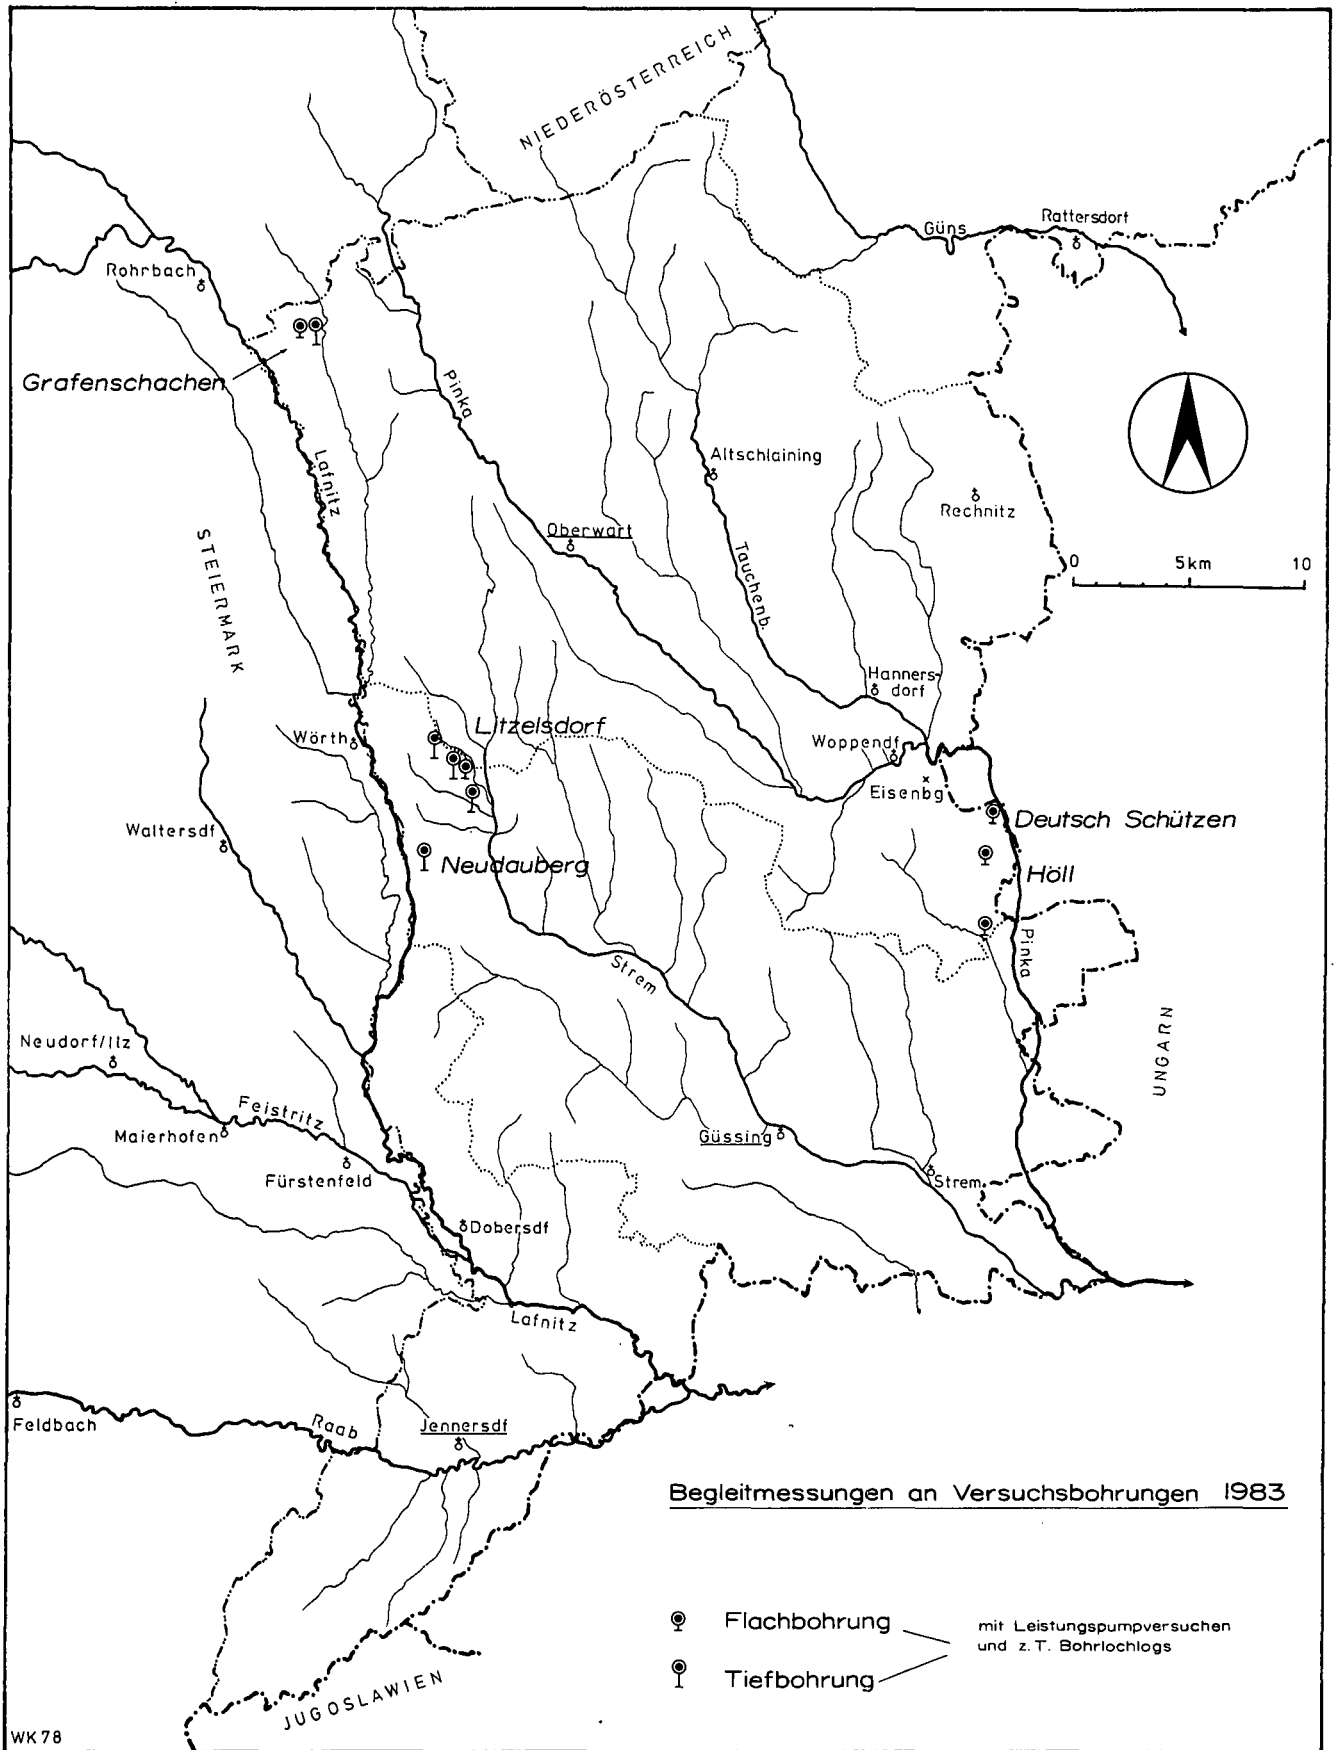 NIEDERÖSTERREICH
Güns
Rattersdorf
Rohrbach
Grafenschachen
Pinka
Lafnitz
Altschlaining
Rechnitz
STEIERMARK
Oberwart
Tauchenb.
0 5km 10
Hanners-
dorf
Litzelsdorf
Wörth
Woppendf
Eisenbg
Deutsch Schützen
Waltersdf
Neudauberg
Höll
Pinka
Strem
UNGARN
Neudorf/Ilz
Feistritz
Maierhofen
Güssing
Fürstenfeld
Strem
Dobersdf
Lafnitz
Feldbach
Raab
Jennersdf
Begleitmessungen an Versuchsbohrungen 1983
Flachbohrung
mit Leistungspumpversuchen
und z.T. Bohrlochlogs
Tiefbohrung
JUGOSLAWIEN
WK78